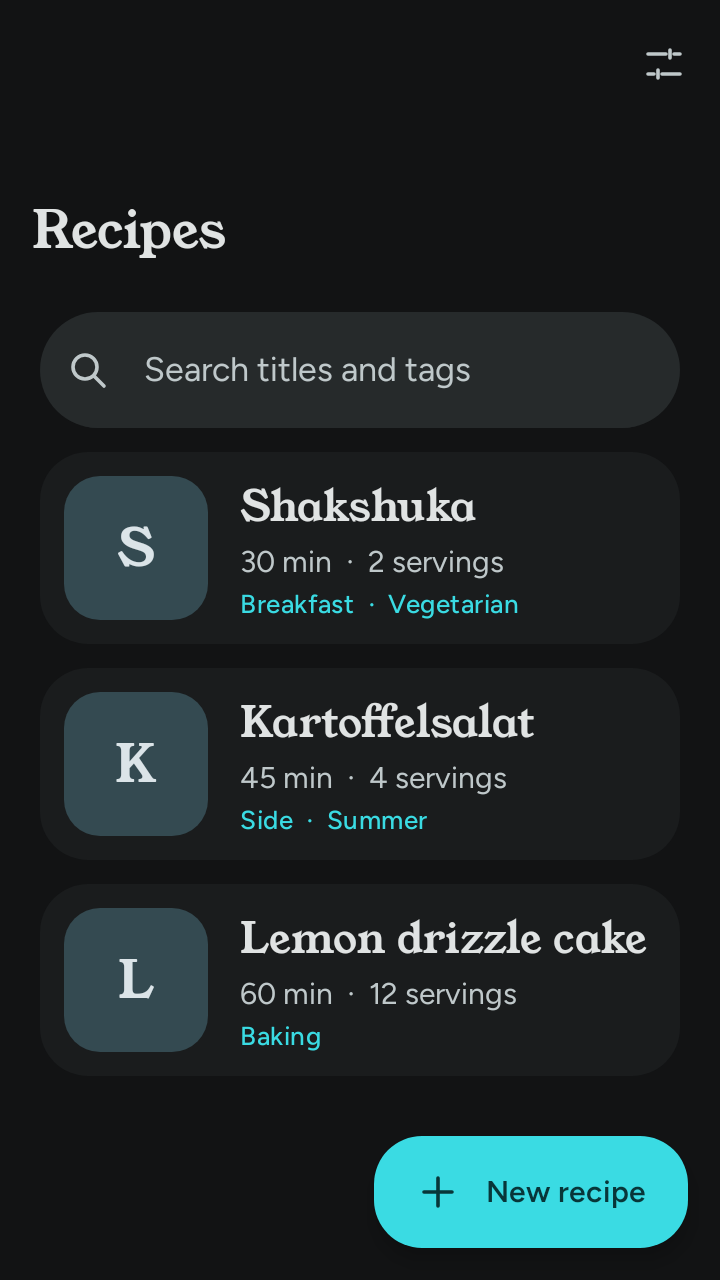 Recipes
Search titles and tags
S
Shakshuka
30 min · 2 servings
Breakfast · Vegetarian
K
Kartoffelsalat
45 min · 4 servings
Side · Summer
L
Lemon drizzle cake
60 min · 12 servings
Baking
New recipe